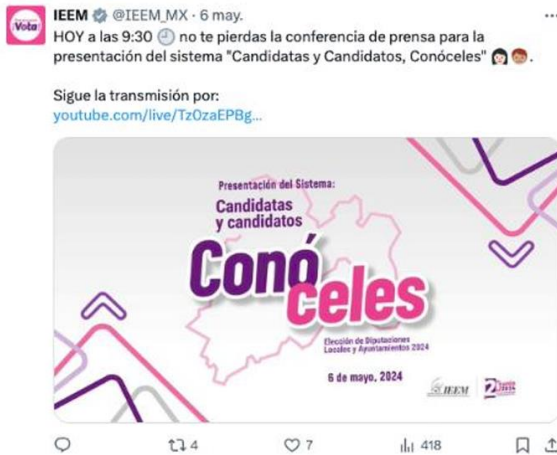 IEEM @IEEM_MX · 6 may.
HOY a las 9:30 no te pierdas la conferencia de prensa para la
presentación del sistema "Candidatas y Candidatos, Conóceles" .
Sigue la transmisión por:
youtube.com/live/TzOzaEPBg...
Vota
Presentación del Sistema:
Candidatas
y candidatos
Conó
celes
Elección de Diputaciones
Locales y Ayuntamientos 2024
6 de mayo, 2024
IEEM
4
7
418